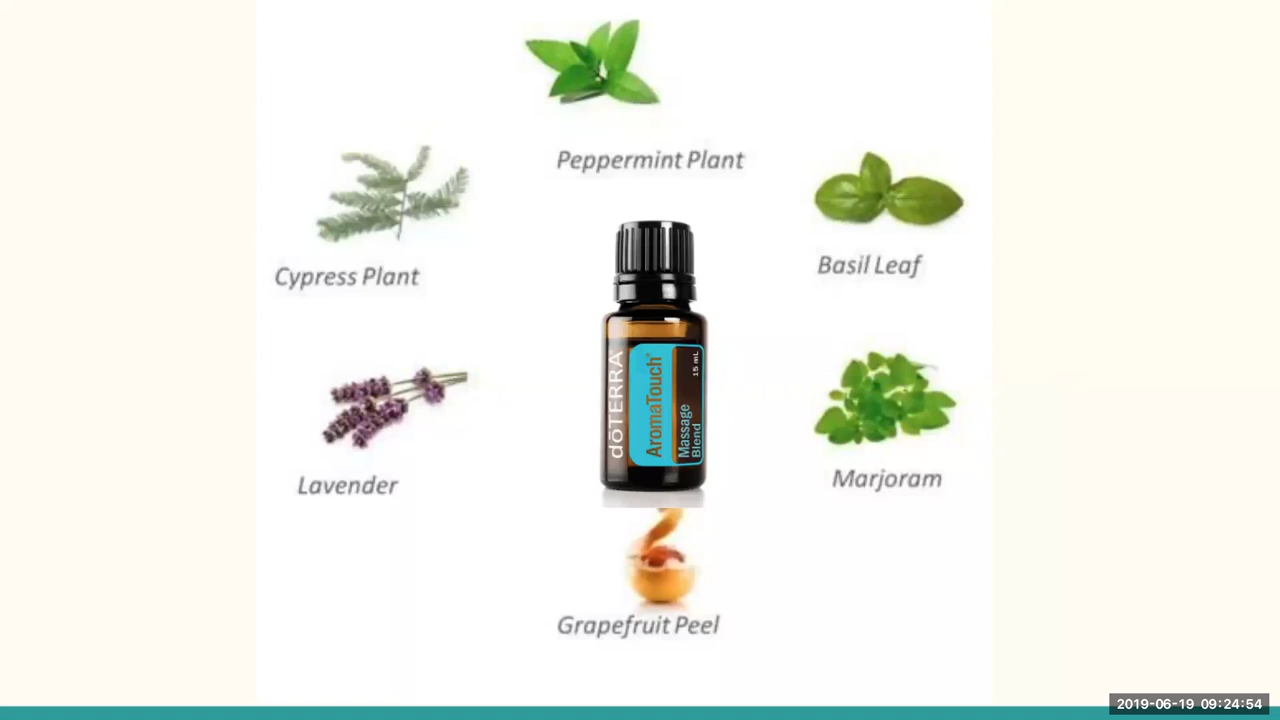 Peppermint Plant
Cypress Plant
Basil Leaf
dōTERRA
AromaTouch®
Massage
Blend
15 mL
Lavender
Marjoram
Grapefruit Peel
2019-06-19 09:24:54